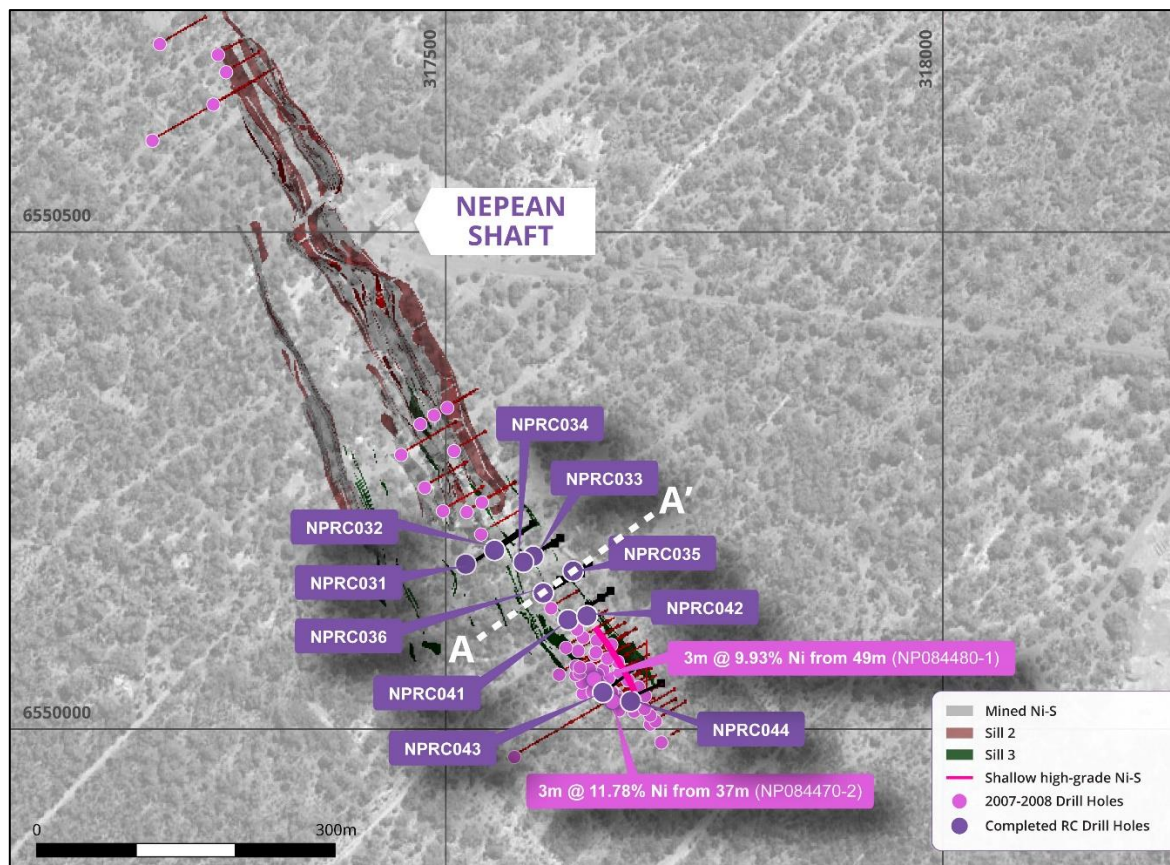 317500
318000
6550500
NEPEAN
SHAFT
NPRC034
NPRC033
A'
NPRC032
NPRC035
NPRC031
NPRC042
NPRC036
A
3m @ 9.93% Ni from 49m (NP084480-1)
NPRC041
6550000
NPRC043
NPRC044
3m @ 11.78% Ni from 37m (NP084470-2)
Mined Ni-S
Sill 2
Sill 3
Shallow high-grade Ni-S
2007-2008 Drill Holes
Completed RC Drill Holes
0 300m